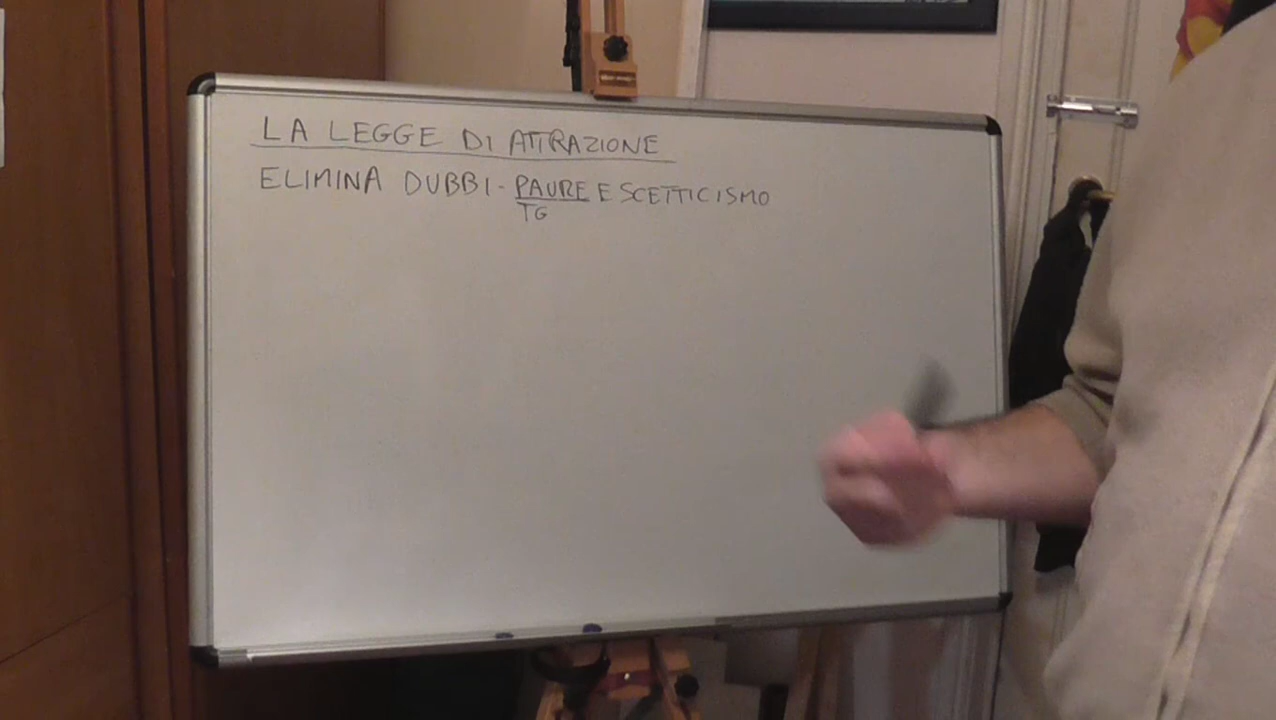 LA LEGGE DI ATTRAZIONE
ELIMINA DUBBI - PAURE E SCETTICISMO
TG